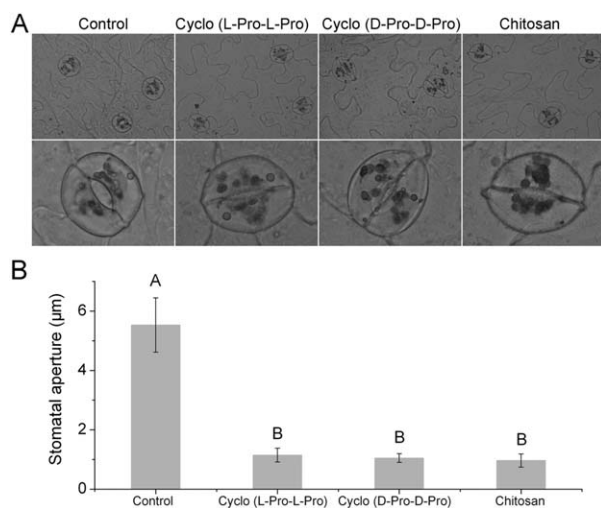 A
Control Cyclo (L-Pro-L-Pro) Cyclo (D-Pro-D-Pro) Chitosan
B
Stomatal aperture (μm)
6
4
2
0
A
B
B
B
Control Cyclo (L-Pro-L-Pro) Cyclo (D-Pro-D-Pro) Chitosan